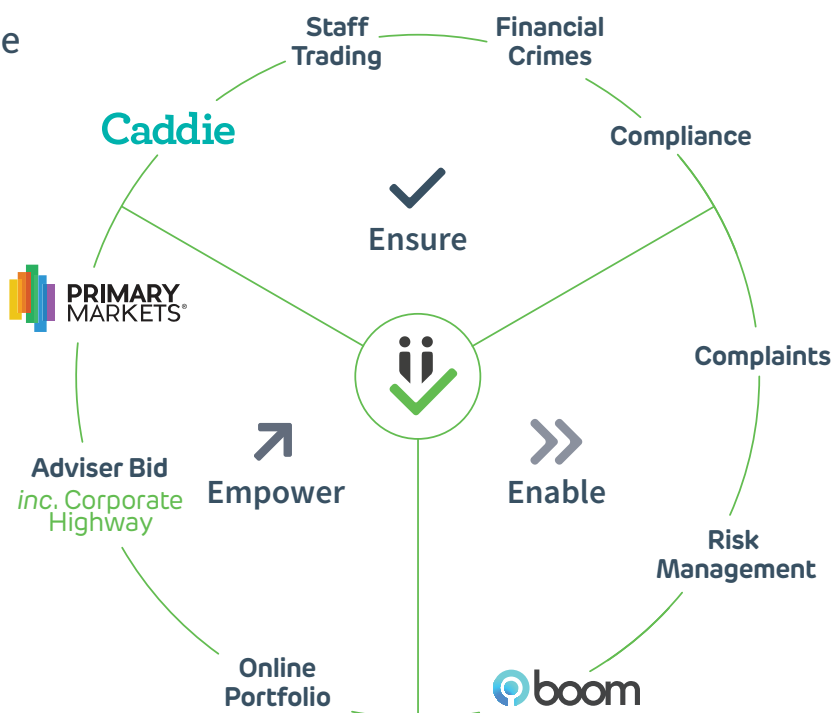 e
Staff
Trading
Financial
Crimes
Caddie
Compliance
Ensure
PRIMARY
MARKETS®
Complaints
Adviser Bid
inc. Corporate
Highway
Empower
Enable
Risk
Management
Online
Portfolio
boom